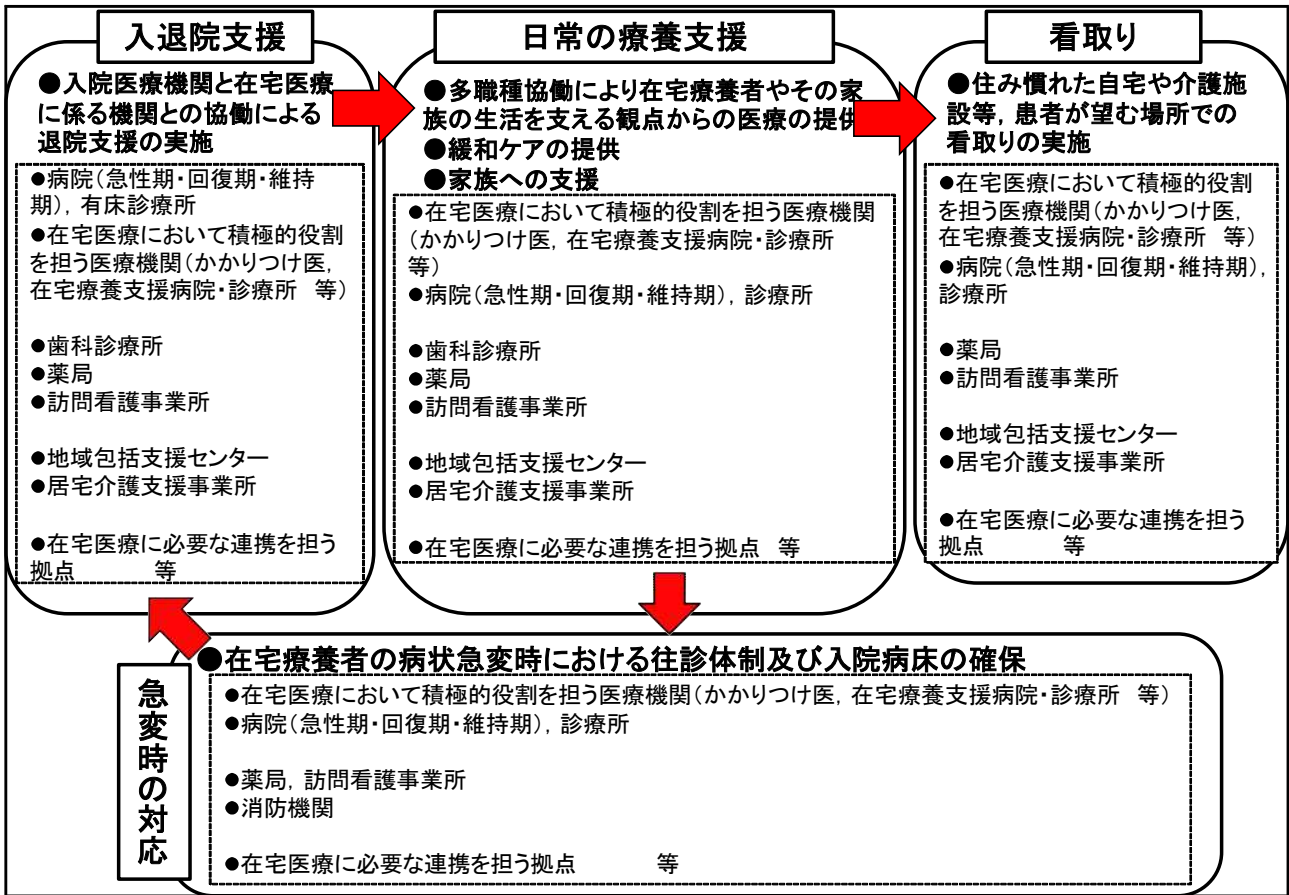 入退院支援
●入院医療機関と在宅医療
に係る機関との協働による
退院支援の実施
●病院(急性期・回復期・維持
期)，有床診療所
●在宅医療において積極的役割
を担う医療機関(かかりつけ医，
在宅療養支援病院・診療所　等)
●歯科診療所
●薬局
●訪問看護事業所
●地域包括支援センター
●居宅介護支援事業所
●在宅医療に必要な連携を担う
拠点　　　等
日常の療養支援
●多職種協働により在宅療養者やその家
族の生活を支える観点からの医療の提供
●緩和ケアの提供
●家族への支援
●在宅医療において積極的役割を担う医療機関
(かかりつけ医，在宅療養支援病院・診療所
等)
●病院(急性期・回復期・維持期)，診療所
●歯科診療所
●薬局
●訪問看護事業所
●地域包括支援センター
●居宅介護支援事業所
●在宅医療に必要な連携を担う拠点　等
看取り
●住み慣れた自宅や介護施
設等，患者が望む場所での
看取りの実施
●在宅医療において積極的役割
を担う医療機関(かかりつけ医，
在宅療養支援病院・診療所　等)
●病院(急性期・回復期・維持期)，
診療所
●薬局
●訪問看護事業所
●地域包括支援センター
●居宅介護支援事業所
●在宅医療に必要な連携を担う
拠点　　　等
急変時の対応
●在宅療養者の病状急変時における往診体制及び入院病床の確保
●在宅医療において積極的役割を担う医療機関(かかりつけ医，在宅療養支援病院・診療所　等)
●病院(急性期・回復期・維持期)，診療所
●薬局，訪問看護事業所
●消防機関
●在宅医療に必要な連携を担う拠点　　　等